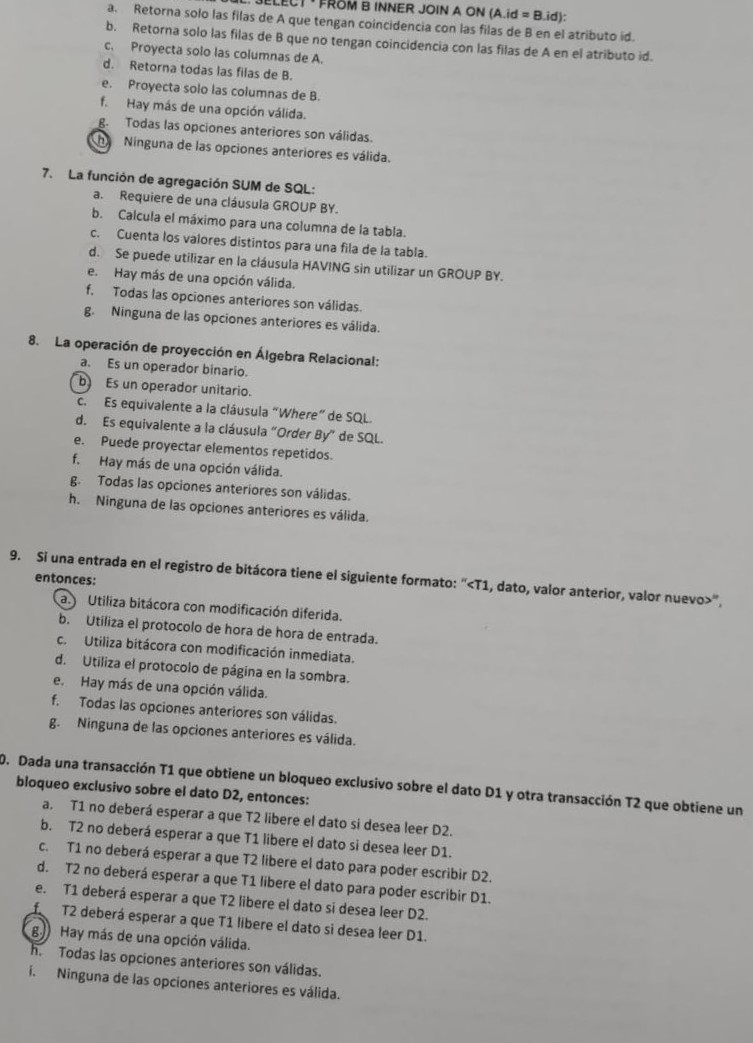 SELECT * FROM B INNER JOIN A ON (A.id = B.id):
a. Retorna solo las filas de A que tengan coincidencia con las filas de B en el atributo id.
b. Retorna solo las filas de B que no tengan coincidencia con las filas de A en el atributo id.
c. Proyecta solo las columnas de A.
d. Retorna todas las filas de B.
e. Proyecta solo las columnas de B.
f. Hay más de una opción válida.
g. Todas las opciones anteriores son válidas.
h. Ninguna de las opciones anteriores es válida.
7. La función de agregación SUM de SQL:
a. Requiere de una cláusula GROUP BY.
b. Calcula el máximo para una columna de la tabla.
c. Cuenta los valores distintos para una fila de la tabla.
d. Se puede utilizar en la cláusula HAVING sin utilizar un GROUP BY.
e. Hay más de una opción válida.
f. Todas las opciones anteriores son válidas.
g. Ninguna de las opciones anteriores es válida.
8. La operación de proyección en Álgebra Relacional:
a. Es un operador binario.
b. Es un operador unitario.
c. Es equivalente a la cláusula "Where" de SQL.
d. Es equivalente a la cláusula "Order By" de SQL.
e. Puede proyectar elementos repetidos.
f. Hay más de una opción válida.
g. Todas las opciones anteriores son válidas.
h. Ninguna de las opciones anteriores es válida.
9. Si una entrada en el registro de bitácora tiene el siguiente formato: "<T1, dato, valor anterior, valor nuevo>",
entonces:
a. Utiliza bitácora con modificación diferida.
b. Utiliza el protocolo de hora de hora de entrada.
c. Utiliza bitácora con modificación inmediata.
d. Utiliza el protocolo de página en la sombra.
e. Hay más de una opción válida.
f. Todas las opciones anteriores son válidas.
g. Ninguna de las opciones anteriores es válida.
0. Dada una transacción T1 que obtiene un bloqueo exclusivo sobre el dato D1 y otra transacción T2 que obtiene un
bloqueo exclusivo sobre el dato D2, entonces:
a. T1 no deberá esperar a que T2 libere el dato si desea leer D2.
b. T2 no deberá esperar a que T1 libere el dato si desea leer D1.
c. T1 no deberá esperar a que T2 libere el dato para poder escribir D2.
d. T2 no deberá esperar a que T1 libere el dato para poder escribir D1.
e. T1 deberá esperar a que T2 libere el dato si desea leer D2.
f. T2 deberá esperar a que T1 libere el dato si desea leer D1.
g. Hay más de una opción válida.
h. Todas las opciones anteriores son válidas.
i. Ninguna de las opciones anteriores es válida.